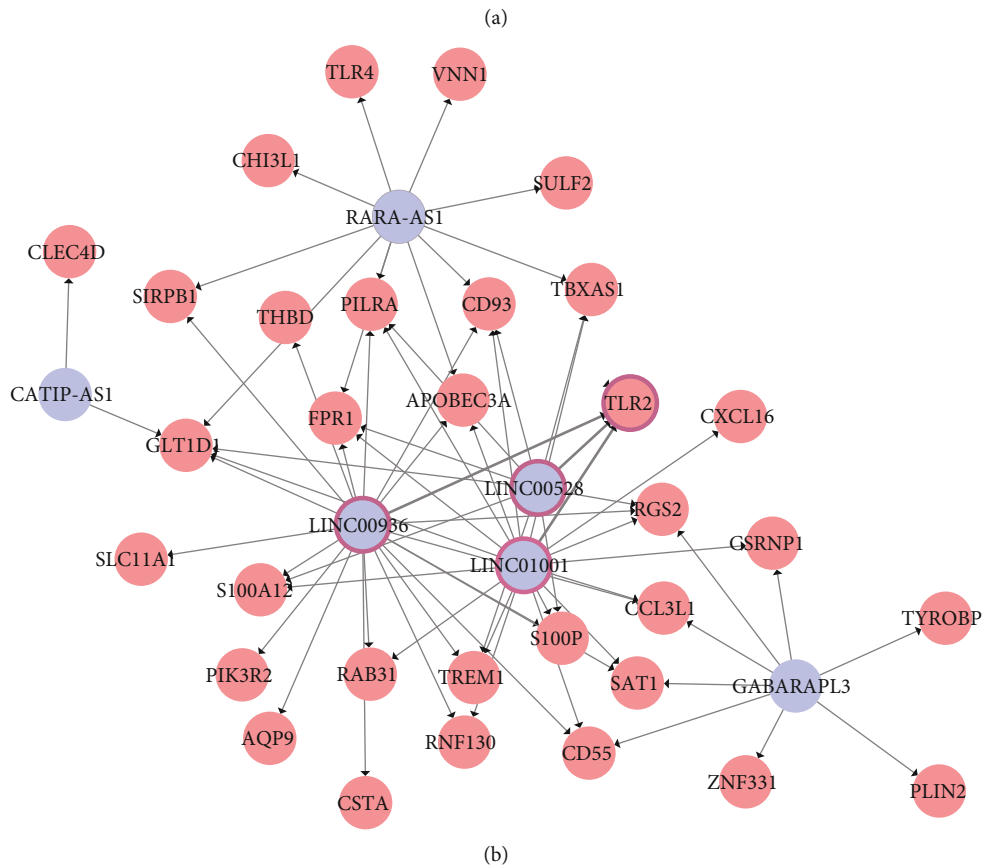 (a)
TLR4
VNN1
CHI3L1
SULF2
RARA-AS1
CLEC4D
SIRPB1
THBD
PILRA
CD93
TBXAS1
CATIP-AS1
APOBEC3A
TLR2
CXCL16
FPR1
GLT1D1
LINC00528
LINC00936
RGS2
GSRNP1
SLC11A1
LINC01001
S100A12
CCL3L1
TYROBP
S100P
PIK3R2
RAB31
TREM1
SAT1
GABARAPL3
AQP9
RNF130
CD55
ZNF331
PLIN2
CSTA
(b)